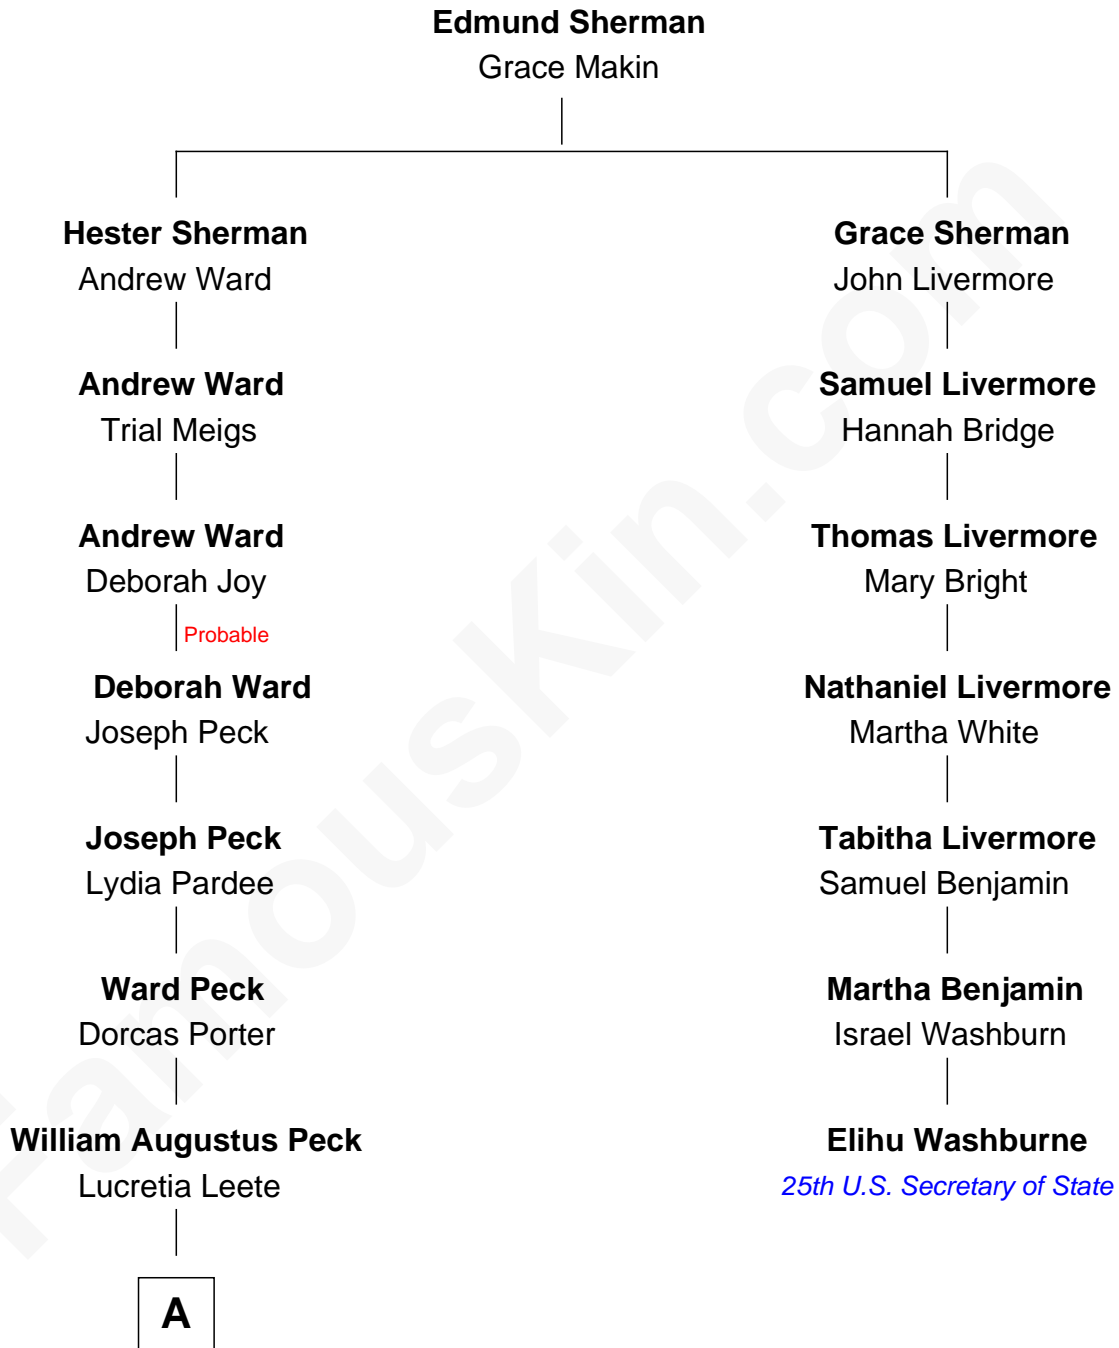 Edmund Sherman
Grace Makin
Hester Sherman
Andrew Ward
Grace Sherman
John Livermore
Andrew Ward
Trial Meigs
Samuel Livermore
Hannah Bridge
Andrew Ward
Deborah Joy
Thomas Livermore
Mary Bright
Probable
Deborah Ward
Joseph Peck
Nathaniel Livermore
Martha White
Joseph Peck
Lydia Pardee
Tabitha Livermore
Samuel Benjamin
Ward Peck
Dorcas Porter
Martha Benjamin
Israel Washburn
William Augustus Peck
Lucretia Leete
Elihu Washburne
25th U.S. Secretary of State
A
FamousKin.com